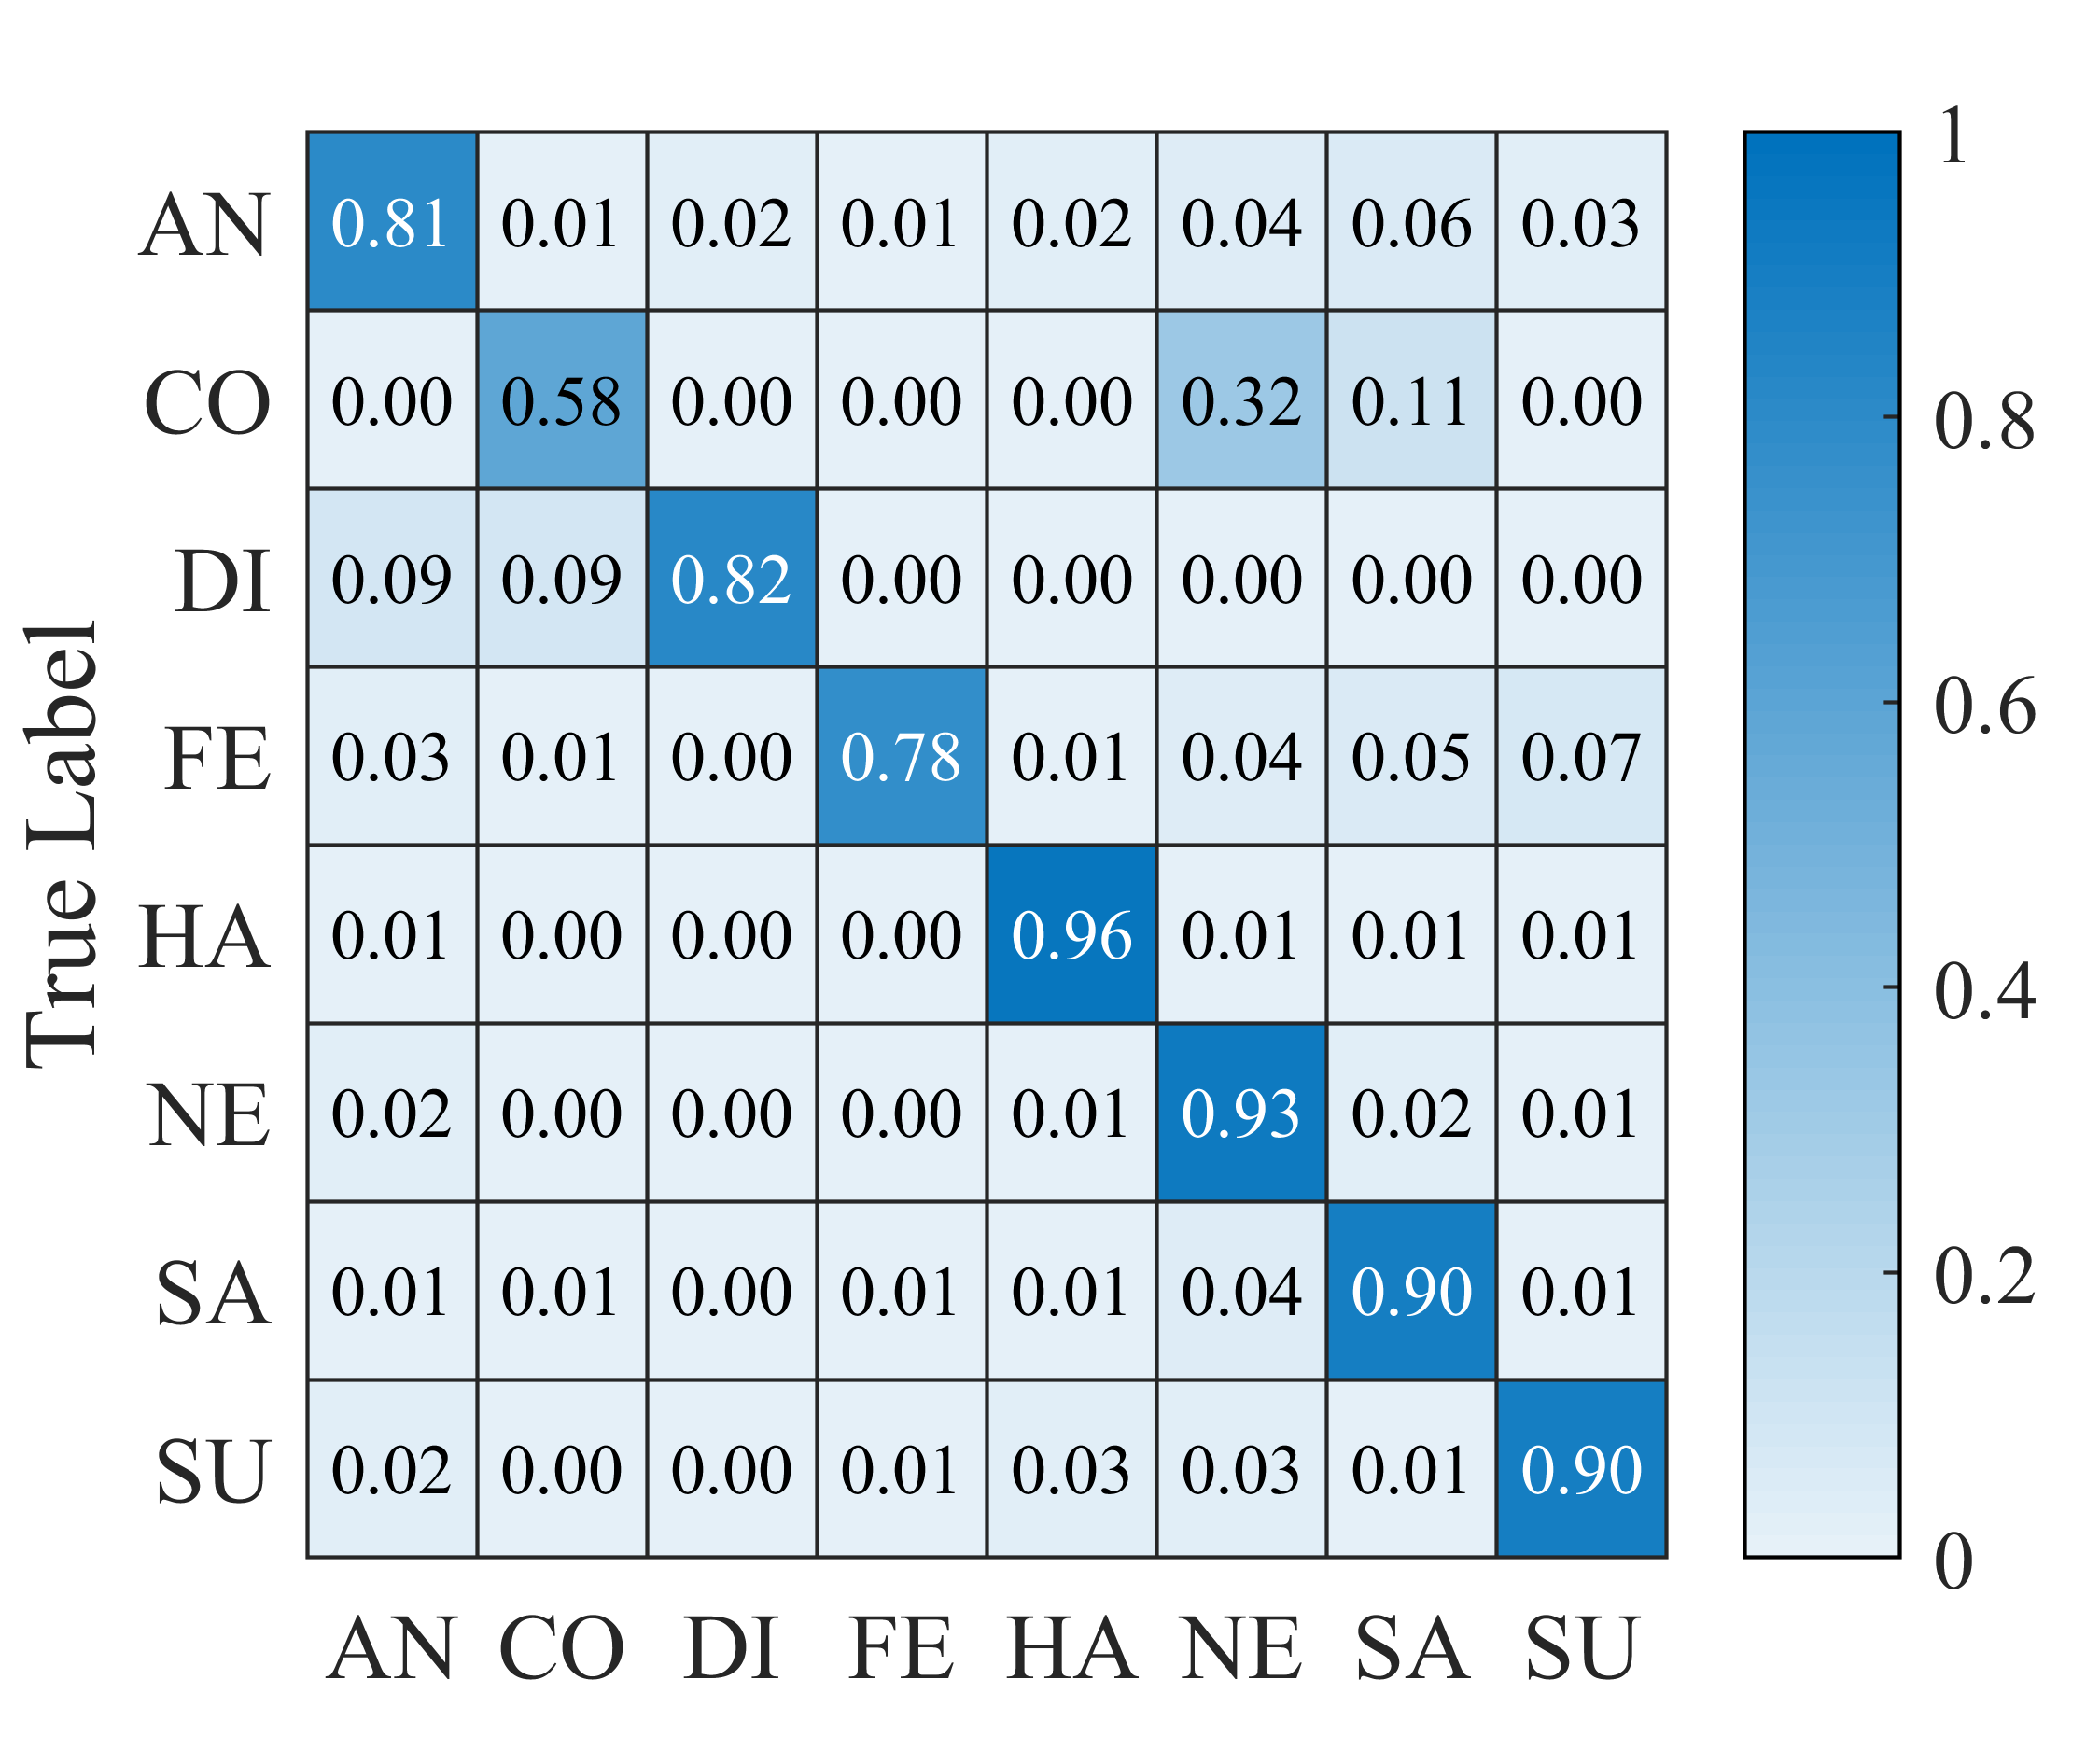 True Label
AN 0.81 0.01 0.02 0.01 0.02 0.04 0.06 0.03
CO 0.00 0.58 0.00 0.00 0.00 0.32 0.11 0.00
DI 0.09 0.09 0.82 0.00 0.00 0.00 0.00 0.00
FE 0.03 0.01 0.00 0.78 0.01 0.04 0.05 0.07
HA 0.01 0.00 0.00 0.00 0.96 0.01 0.01 0.01
NE 0.02 0.00 0.00 0.00 0.01 0.93 0.02 0.01
SA 0.01 0.01 0.00 0.01 0.01 0.04 0.90 0.01
SU 0.02 0.00 0.00 0.01 0.03 0.03 0.01 0.90
AN CO DI FE HA NE SA SU
1
0.8
0.6
0.4
0.2
0